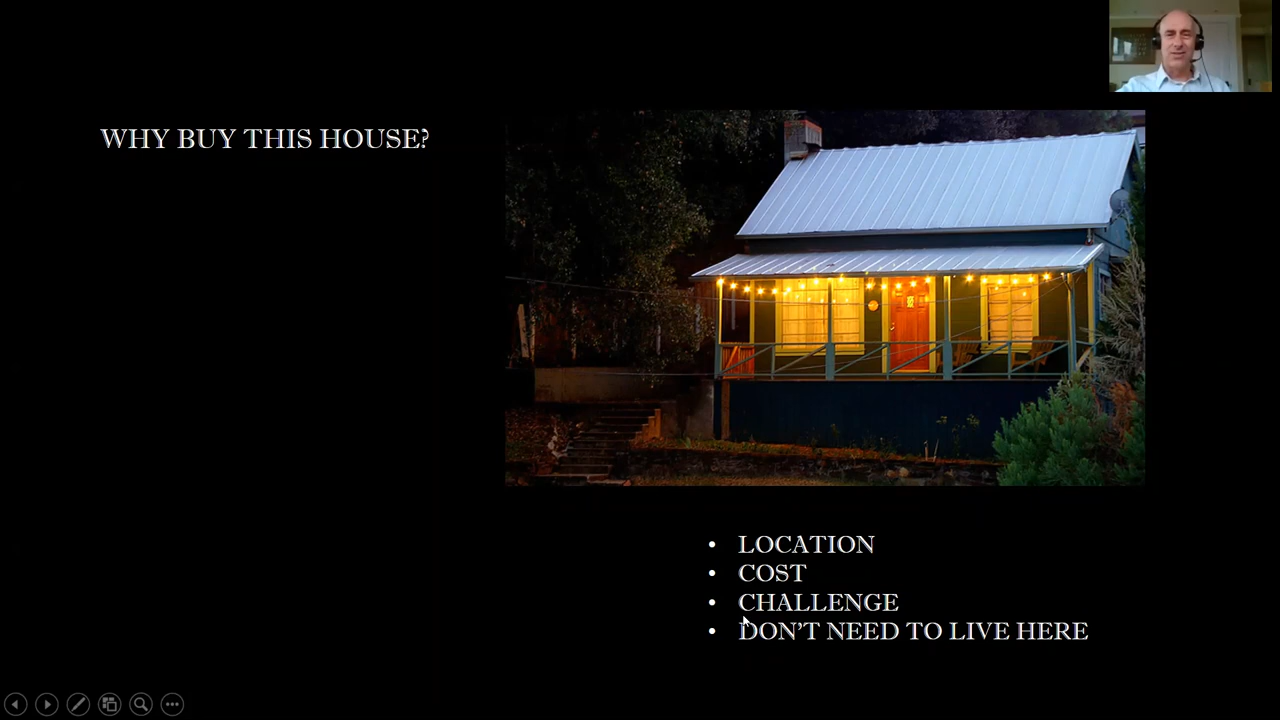 WHY BUY THIS HOUSE?
• LOCATION
• COST
• CHALLENGE
• DON'T NEED TO LIVE HERE